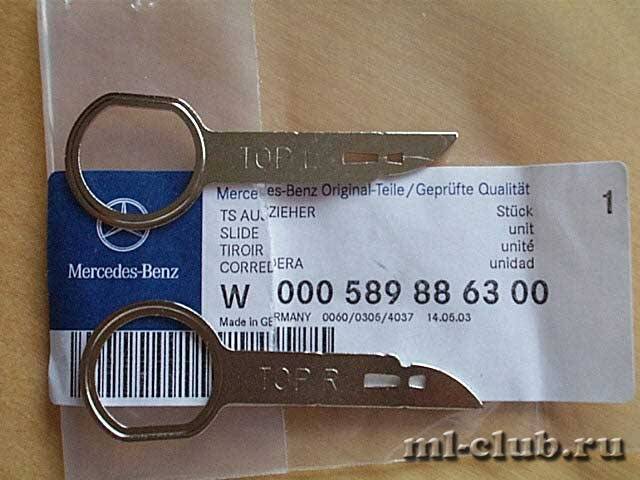 TOP L
Mercedes-Benz Original-Teile/Geprüfte Qualität
TS AUSZIEHER Stück 1
SLIDE unit
TIROIR unité
CORREDERA unidad
Mercedes-Benz
W 000 589 88 63 00
Made in GERMANY 0060/0305/4037 14.05.03
TOP R
ml-club.ru